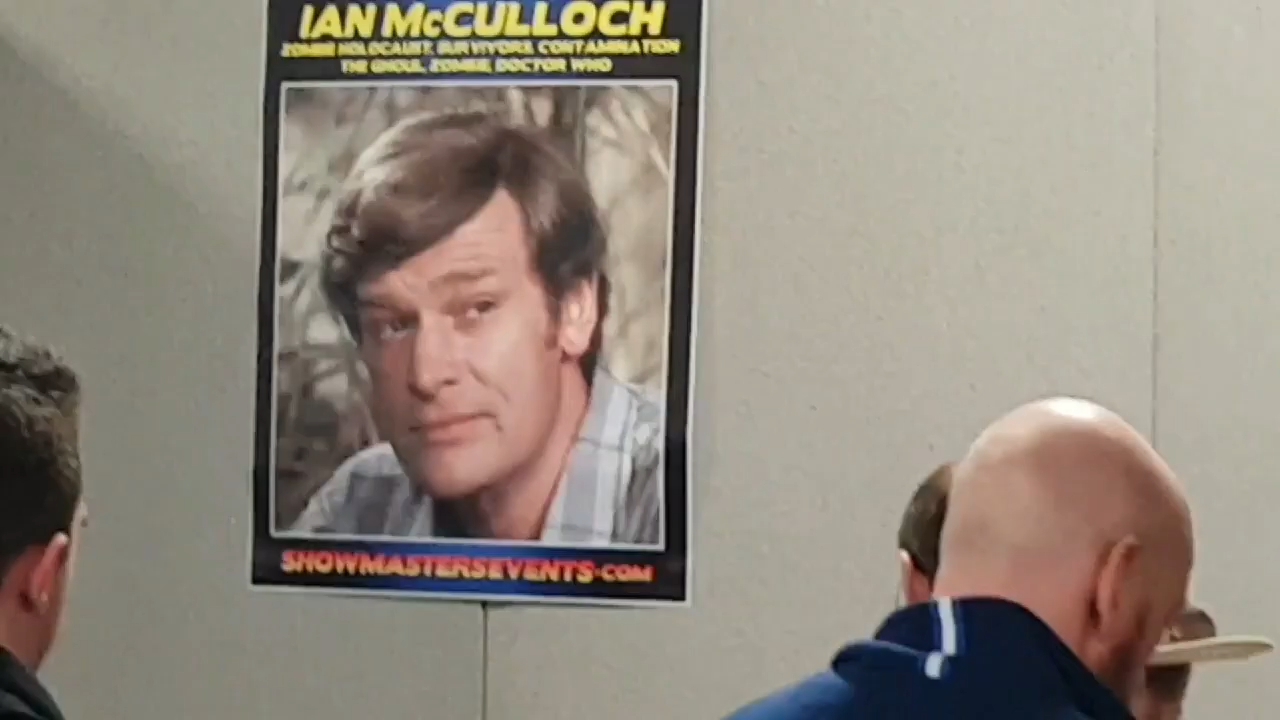 IAN McCULLOCH
ZOMBIE HOLOCAUST, SURVIVORS, CONTAMINATION
THE GHOUL, ZOMBIE, DOCTOR WHO
SHOWMASTERSEVENTS.COM